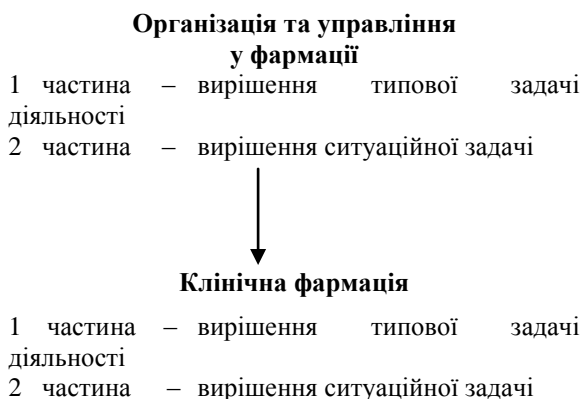 Організація та управління
у фармації
1 частина – вирішення типової задачі
діяльності
2 частина – вирішення ситуаційної задачі
Клінічна фармація
1 частина – вирішення типової задачі
діяльності
2 частина – вирішення ситуаційної задачі